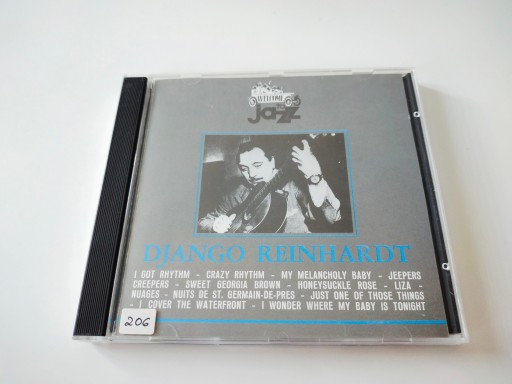 WELCOME
to
Jazz
DJANGO REINHARDT
I GOT RHYTHM - CRAZY RHYTHM - MY MELANCHOLY BABY - JEEPERS
CREEPERS - SWEET GEORGIA BROWN - HONEYSUCKLE ROSE - LIZA -
NUAGES - NUITS DE ST. GERMAIN-DE-PRES - JUST ONE OF THOSE THINGS
- I COVER THE WATERFRONT - I WONDER WHERE MY BABY IS TONIGHT
206